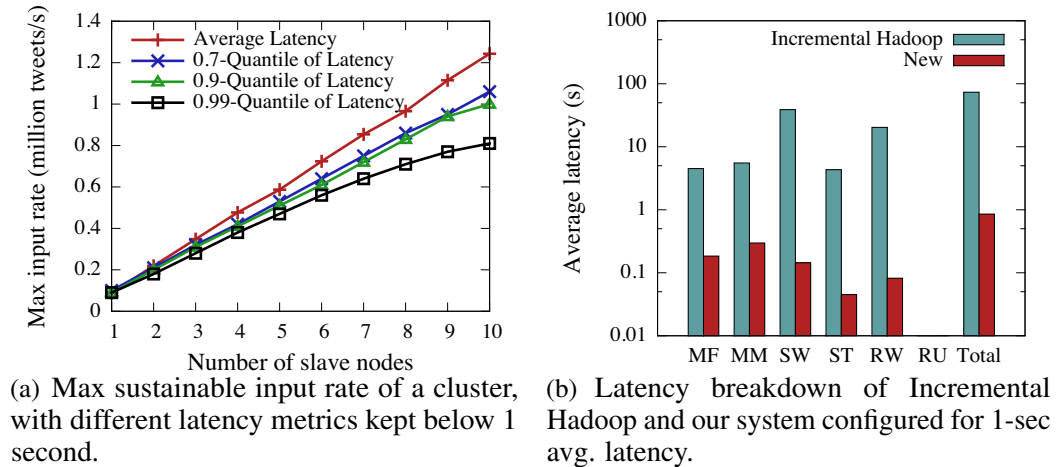 Max input rate (million tweets/s)
1.4
1.2
1
0.8
0.6
0.4
0.2
0
Average Latency
0.7-Quantile of Latency
0.9-Quantile of Latency
0.99-Quantile of Latency
1 2 3 4 5 6 7 8 9 10
Number of slave nodes
(a) Max sustainable input rate of a cluster,
with different latency metrics kept below 1
second.
Average latency (s)
1000
100
10
1
0.1
0.01
Incremental Hadoop
New
MF MM SW ST RW RU Total
(b) Latency breakdown of Incremental
Hadoop and our system configured for 1-sec
avg. latency.